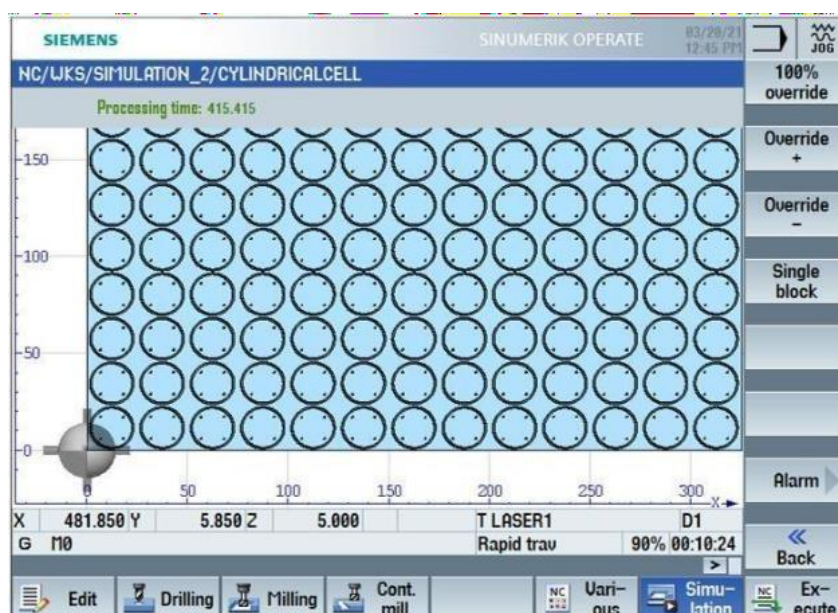 SIEMENS
SINUMERIK OPERATE
03/20/21
12:45 PM
JOG
NC/WKS/SIMULATION_2/CYLINDRICALCELL
100%
override
Processing time: 415.415
Override
+
Override
-
Single
block
150
100
50
0
0 50 100 150 200 250 300 X
Alarm
X 481.850 Y 5.850 Z 5.000 T LASER1 D1
G M0 Rapid trav 90% 00:10:24
>
Back
Edit
Drilling
Milling
Cont.
mill
NC
Vari-
ous
Simu-
lation
NC
Ex-